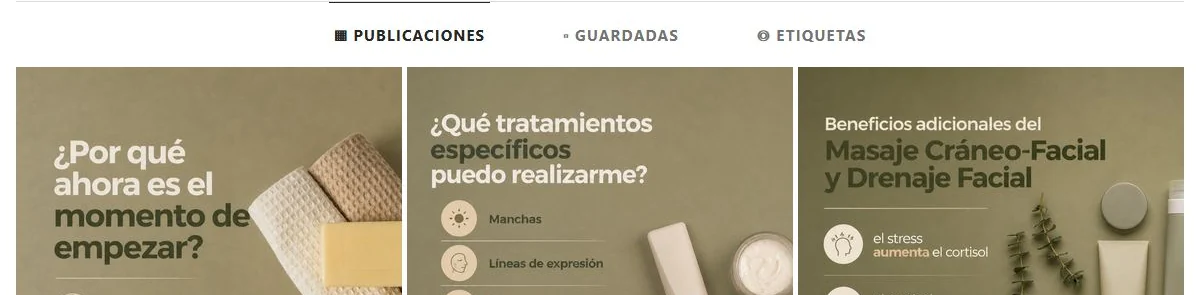 PUBLICACIONES
GUARDADAS
ETIQUETAS
¿Por qué
ahora es el
momento de
empezar?
¿Qué tratamientos
específicos
puedo realizarme?
Manchas
Líneas de expresión
Beneficios adicionales del
Masaje Cráneo-Facial
y Drenaje Facial
el stress
aumenta el cortisol